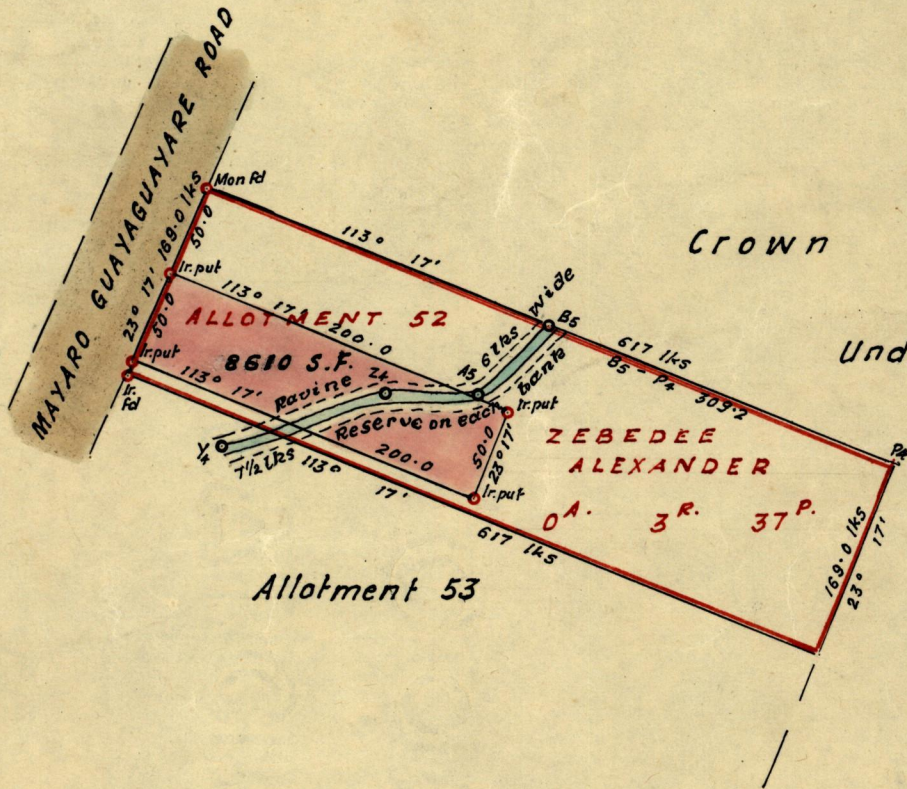 MAYARO GUAYAGUAYARE ROAD
Mon Fd
169.0 lks
50.0
23° 17'
Ir. put
50.0
Ir. put
Ir. Fd
113° 17'
Crown
Und
617 lks
B5
B5 - P4
309.2
P4
113° 17'
200.0
ALLOTMENT 52
8610 S.F.
A5 6 lks wide
Z4
Ravine
Reserve on each bank
Y4
7½ lks
Ir. put
50.0
23° 17'
Ir. put
113° 17'
200.0
113° 17'
617 lks
ZEBEDEE
ALEXANDER
0 A. 3 R. 37 P.
169.0 lks
23° 17'
Allotment 53